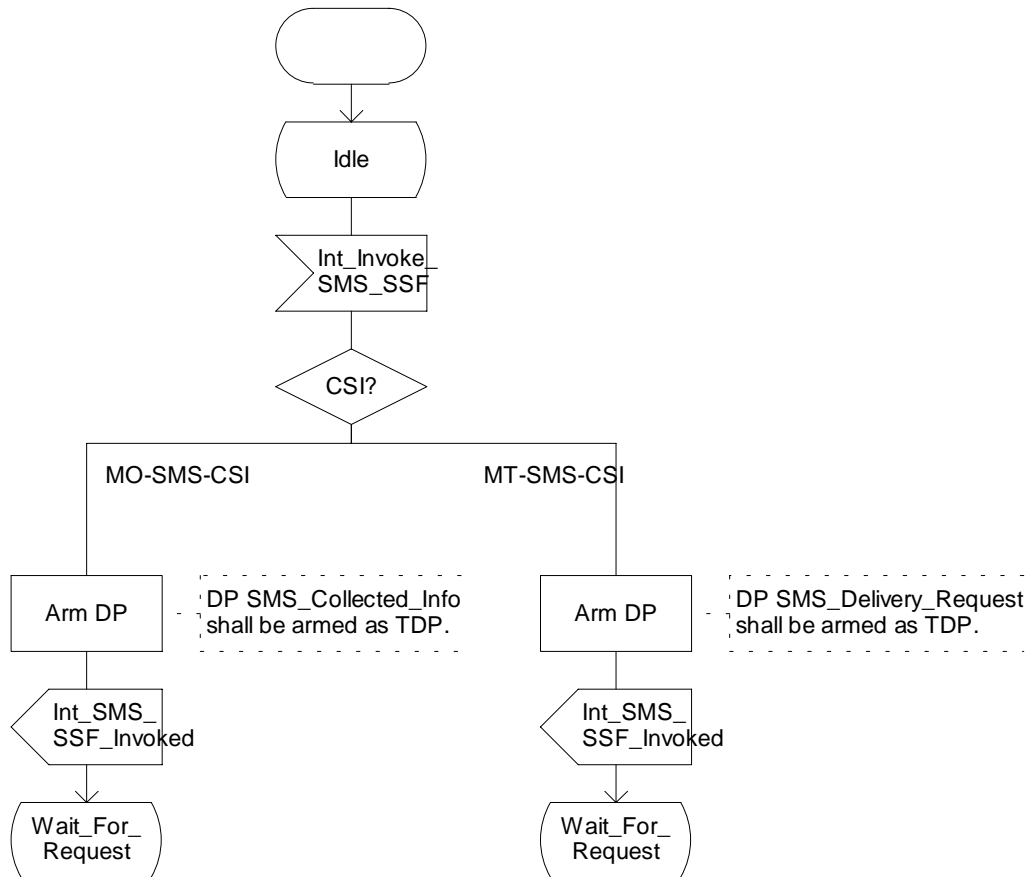 Idle
Int_Invoke_
SMS_SSF
CSI?
MO-SMS-CSI
MT-SMS-CSI
Arm DP
DP SMS_Collected_Info
shall be armed as TDP.
Arm DP
DP SMS_Delivery_Request
shall be armed as TDP.
Int_SMS_
SSF_Invoked
Int_SMS_
SSF_Invoked
Wait_For_
Request
Wait_For_
Request